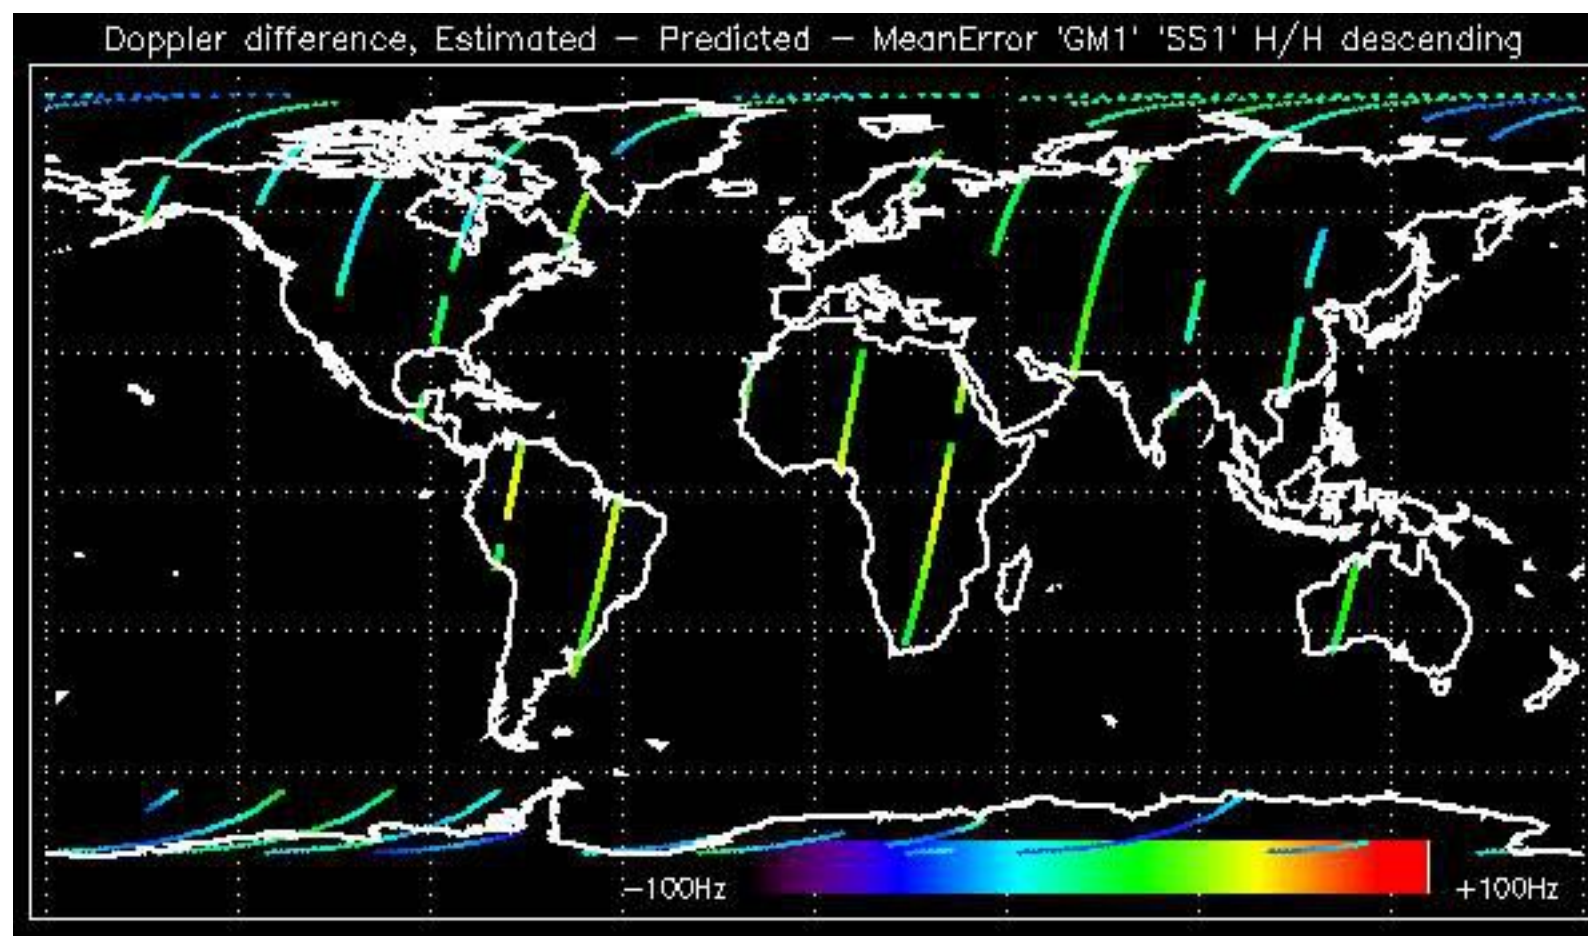 Doppler difference, Estimated – Predicted – MeanError 'GM1' 'SS1' H/H descending
–100Hz +100Hz